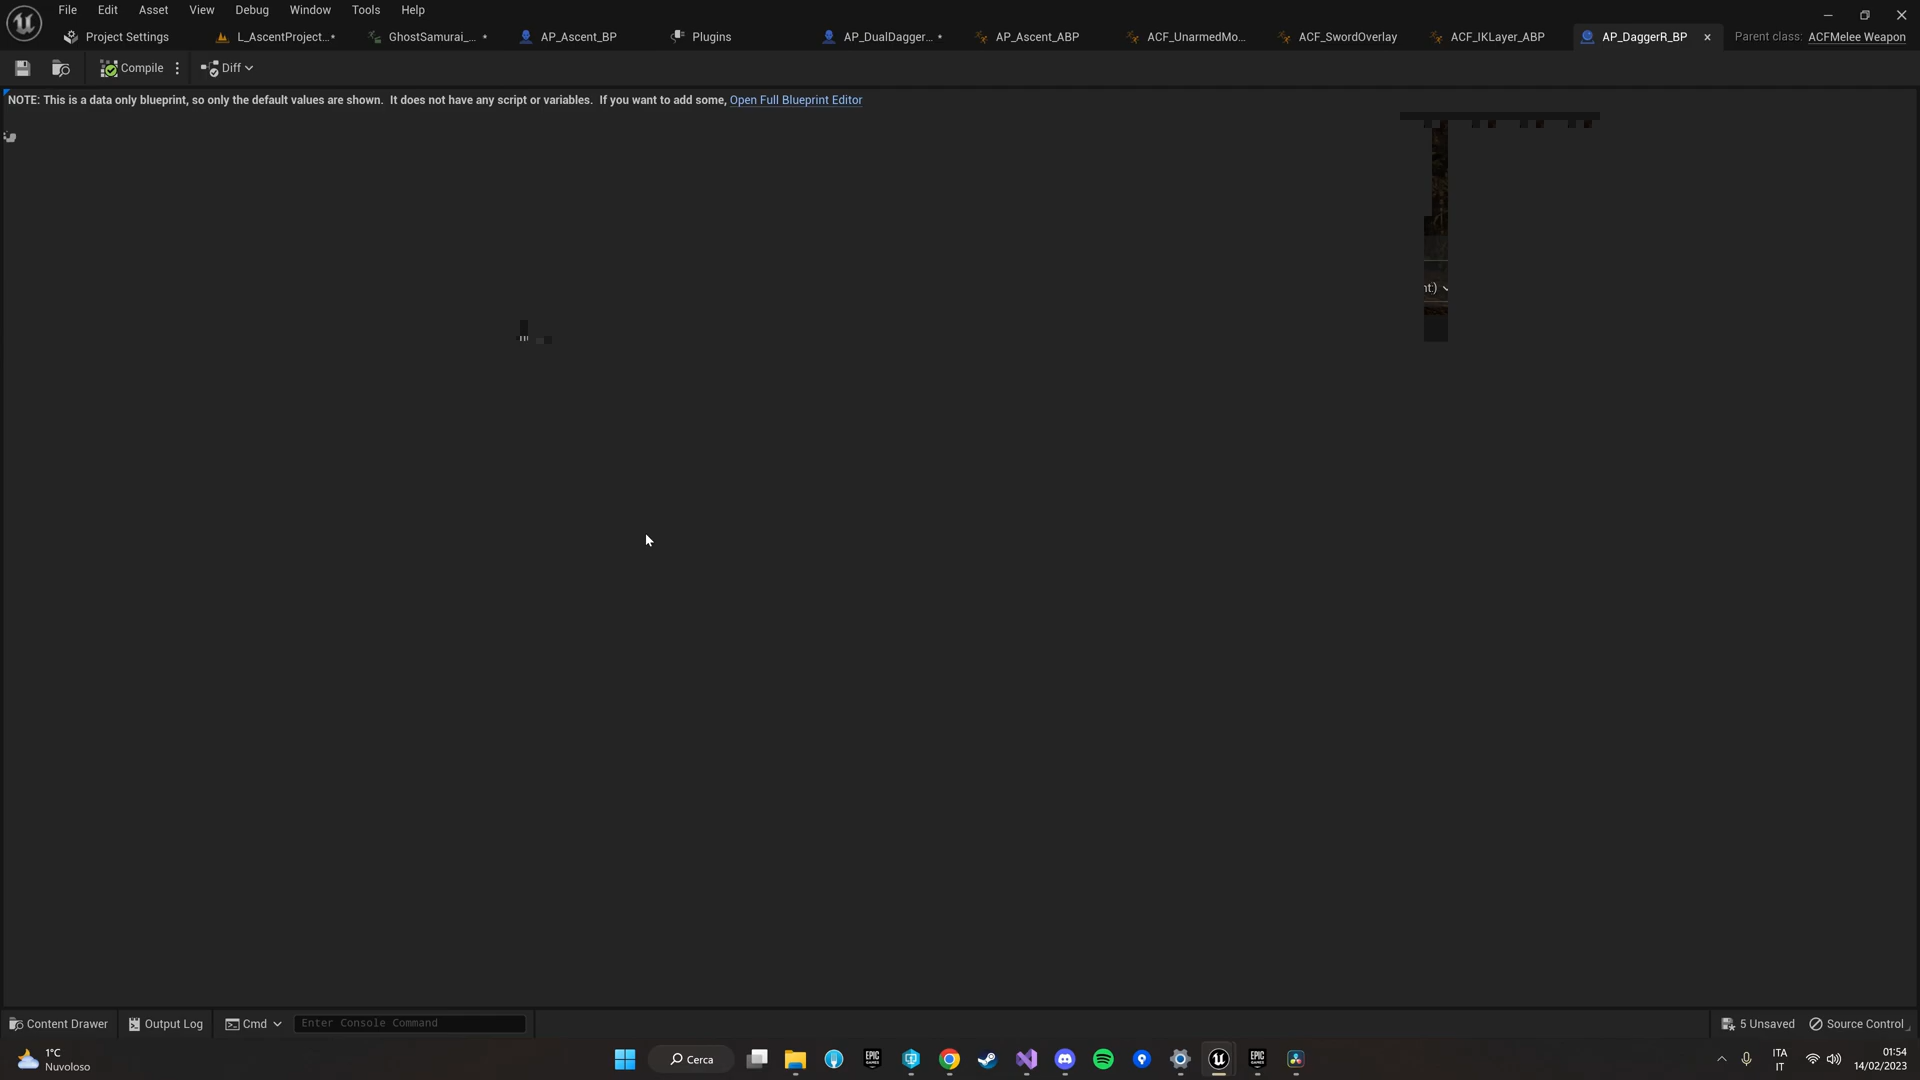 File Edit Asset View Debug Window Tools Help
Project Settings L_AscentProject...• GhostSamurai_... • AP_Ascent_BP Plugins AP_DualDagger... • AP_Ascent_ABP ACF_UnarmedMo... ACF_SwordOverlay ACF_IKLayer_ABP AP_DaggerR_BP Parent class: ACFMelee Weapon
Compile Diff
NOTE: This is a data only blueprint, so only the default values are shown. It does not have any script or variables. If you want to add some, Open Full Blueprint Editor
Content Drawer Output Log Cmd Enter Console Command 5 Unsaved Source Control
1°C
Nuvoloso
Cerca
EPIC GAMES
EPIC GAMES
ITA
IT
01:54
14/02/2023